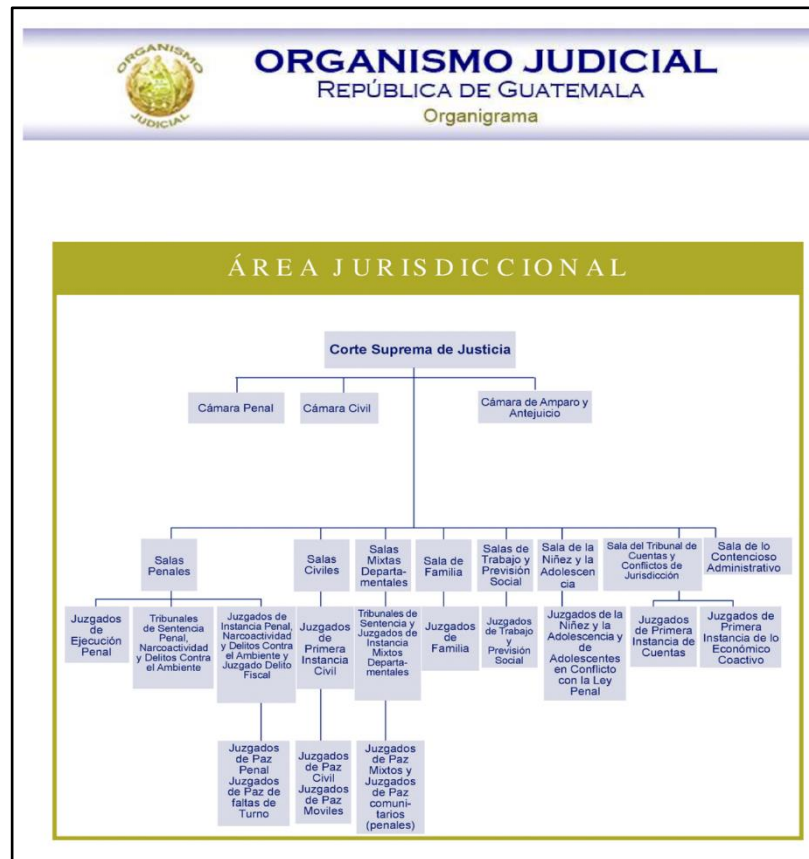 ORGANISMO
JUDICIAL
ORGANISMO JUDICIAL
REPÚBLICA DE GUATEMALA
Organigrama
ÁREA JURISDICCIONAL
Corte Suprema de Justicia
Cámara Penal
Cámara Civil
Cámara de Amparo y
Antejuicio
Salas
Penales
Salas
Civiles
Salas
Mixtas
Departa-
mentales
Sala de
Familia
Salas de
Trabajo y
Previsión
Social
Sala de la
Niñez y la
Adolescen
cia
Sala del Tribunal de
Cuentas y
Conflictos de
Jurisdicción
Sala de lo
Contencioso
Administrativo
Juzgados
de
Ejecución
Penal
Tribunales
de Sentencia
Penal,
Narcoactividad
y Delitos Contra
el Ambiente
Juzgados de
Instancia Penal,
Narcoactividad
y Delitos Contra
el Ambiente y
Juzgado Delito
Fiscal
Juzgados
de
Primera
Instancia
Civil
Tribunales de
Sentencia y
Juzgados de
Instancia
Mixtos
Departa-
mentales
Juzgados
de
Familia
Juzgados
de Trabajo
y
Previsión
Social
Juzgados de la
Niñez y la
Adolescencia y
de
Adolescentes
en Conflicto
con la Ley
Penal
Juzgados
de Primera
Instancia de
Cuentas
Juzgados de
Primera
Instancia de lo
Económico
Coactivo
Juzgados
de Paz
Penal
Juzgados
de Paz de
faltas de
Turno
Juzgados
de Paz
Civil
Juzgados
de Paz
Moviles
Juzgados
de Paz
Mixtos y
Juzgados
de Paz
comuni-
tarios
(penales)